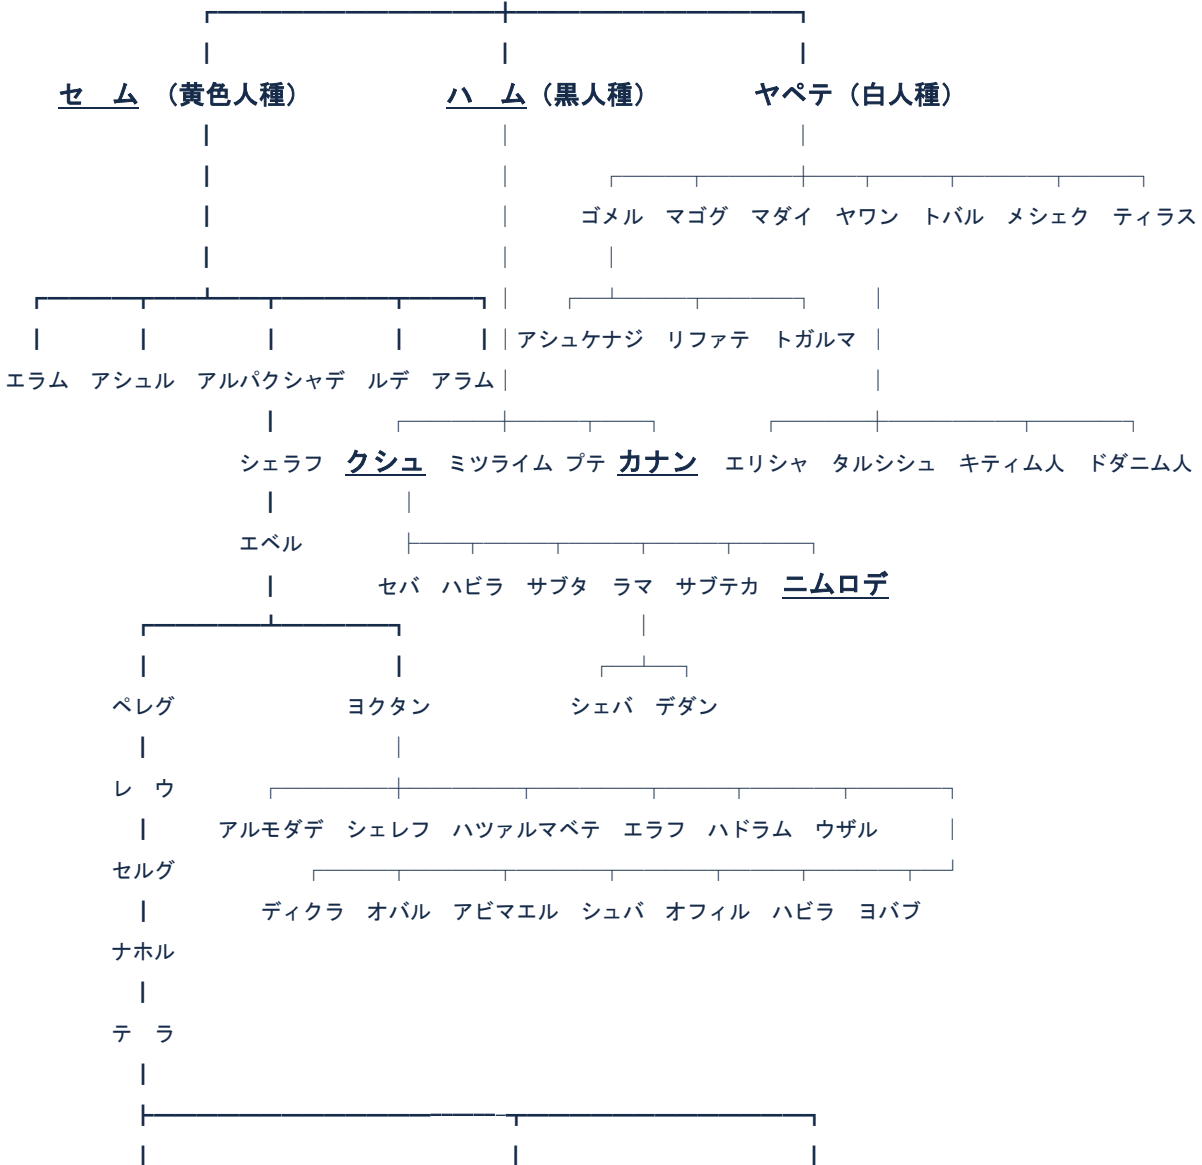 セ　ム　（黄色人種）　ハ　ム（黒人種）　ヤペテ（白人種）
ゴメル　マゴグ　マダイ　ヤワン　トバル　メシェク　ティラス
アシュケナジ　リファテ　トガルマ
エラム　アシュル　アルパクシャデ　ルデ　アラム
シェラフ　クシュ　ミツライム　プテ　カナン　エリシャ　タルシシュ　キティム人　ドダニム人
エベル
セバ　ハビラ　サブタ　ラマ　サブテカ　ニムロデ
ペレグ　ヨクタン　シェバ　デダン
レ　ウ
アルモダデ　シェレフ　ハツァルマベテ　エラフ　ハドラム　ウザル
セルグ
ディクラ　オバル　アビマエル　シュバ　オフィル　ハビラ　ヨバブ
ナホル
テ　ラ